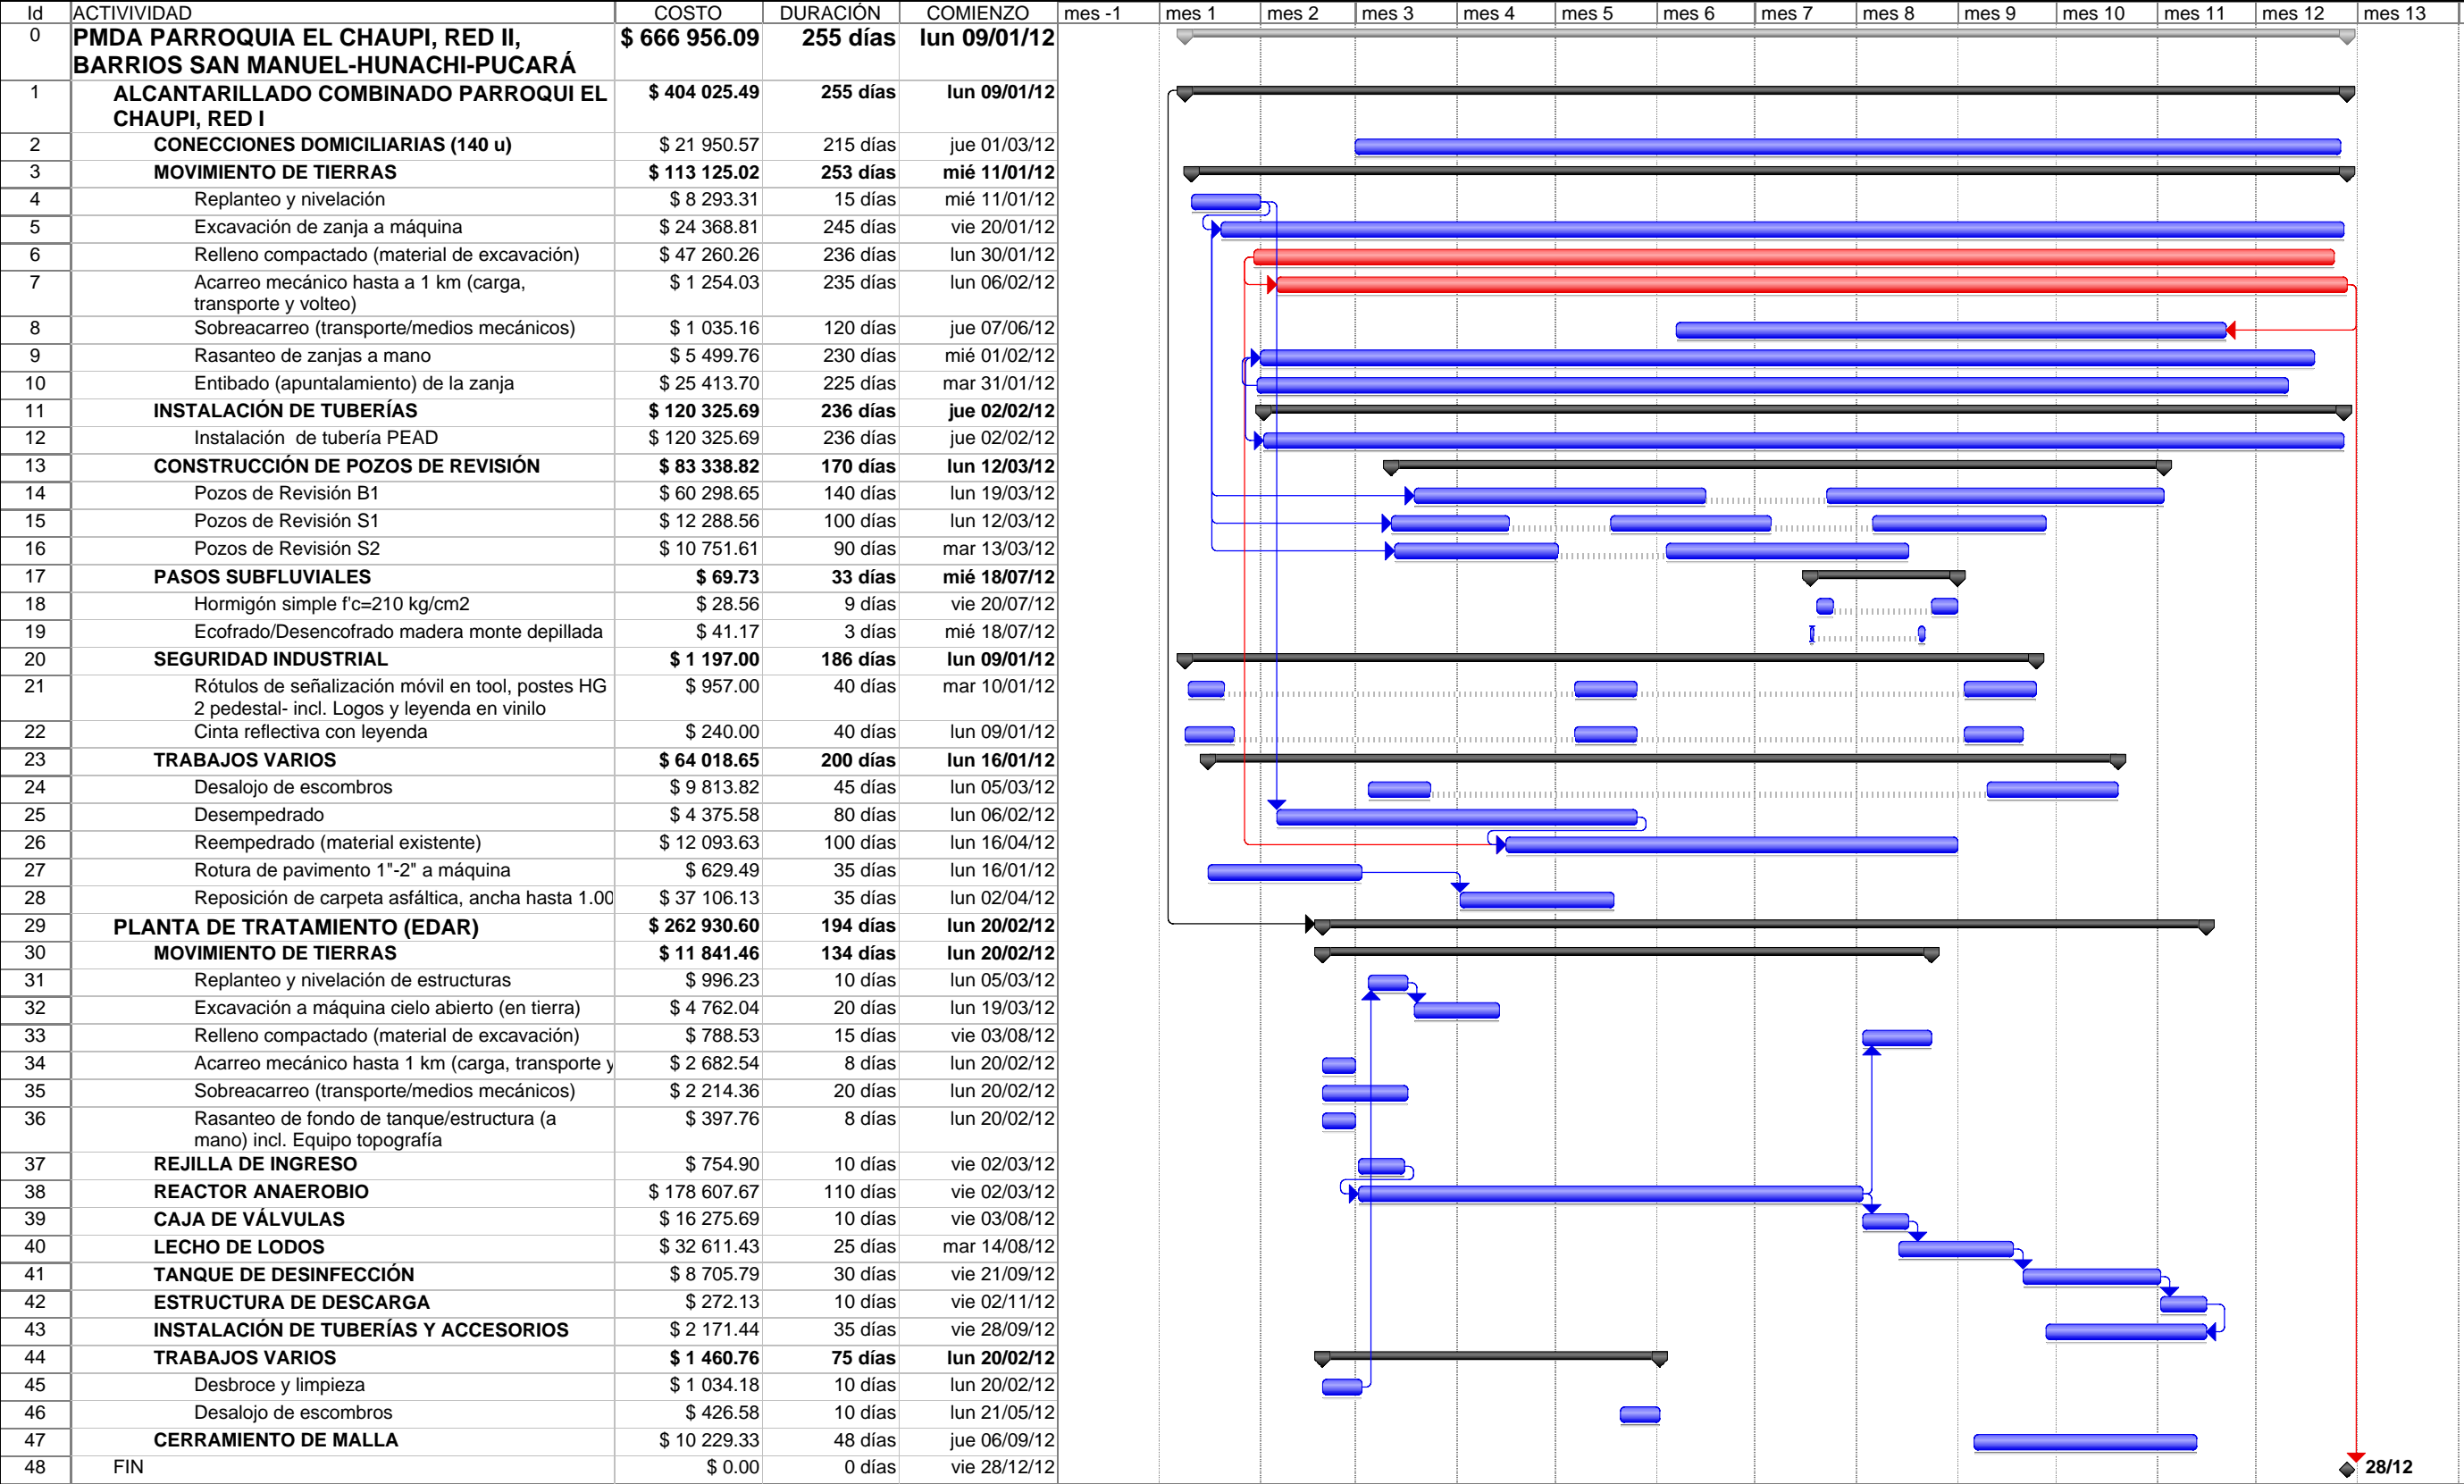 Id ACTIVIVIDAD COSTO DURACIÓN COMIENZO mes -1 mes 1 mes 2 mes 3 mes 4 mes 5 mes 6 mes 7 mes 8 mes 9 mes 10 mes 11 mes 12 mes 13
0 PMDA PARROQUIA EL CHAUPI, RED II, $ 666 956.09 255 días lun 09/01/12
BARRIOS SAN MANUEL-HUNACHI-PUCARÁ
1 ALCANTARILLADO COMBINADO PARROQUI EL $ 404 025.49 255 días lun 09/01/12
CHAUPI, RED I
2 CONECCIONES DOMICILIARIAS (140 u) $ 21 950.57 215 días jue 01/03/12
3 MOVIMIENTO DE TIERRAS $ 113 125.02 253 días mié 11/01/12
4 Replanteo y nivelación $ 8 293.31 15 días mié 11/01/12
5 Excavación de zanja a máquina $ 24 368.81 245 días vie 20/01/12
6 Relleno compactado (material de excavación) $ 47 260.26 236 días lun 30/01/12
7 Acarreo mecánico hasta a 1 km (carga, $ 1 254.03 235 días lun 06/02/12
transporte y volteo)
8 Sobreacarreo (transporte/medios mecánicos) $ 1 035.16 120 días jue 07/06/12
9 Rasanteo de zanjas a mano $ 5 499.76 230 días mié 01/02/12
10 Entibado (apuntalamiento) de la zanja $ 25 413.70 225 días mar 31/01/12
11 INSTALACIÓN DE TUBERÍAS $ 120 325.69 236 días jue 02/02/12
12 Instalación de tubería PEAD $ 120 325.69 236 días jue 02/02/12
13 CONSTRUCCIÓN DE POZOS DE REVISIÓN $ 83 338.82 170 días lun 12/03/12
14 Pozos de Revisión B1 $ 60 298.65 140 días lun 19/03/12
15 Pozos de Revisión S1 $ 12 288.56 100 días lun 12/03/12
16 Pozos de Revisión S2 $ 10 751.61 90 días mar 13/03/12
17 PASOS SUBFLUVIALES $ 69.73 33 días mié 18/07/12
18 Hormigón simple f'c=210 kg/cm2 $ 28.56 9 días vie 20/07/12
19 Ecofrado/Desencofrado madera monte depillada $ 41.17 3 días mié 18/07/12
20 SEGURIDAD INDUSTRIAL $ 1 197.00 186 días lun 09/01/12
21 Rótulos de señalización móvil en tool, postes HG $ 957.00 40 días mar 10/01/12
2 pedestal- incl. Logos y leyenda en vinilo
22 Cinta reflectiva con leyenda $ 240.00 40 días lun 09/01/12
23 TRABAJOS VARIOS $ 64 018.65 200 días lun 16/01/12
24 Desalojo de escombros $ 9 813.82 45 días lun 05/03/12
25 Desempedrado $ 4 375.58 80 días lun 06/02/12
26 Reempedrado (material existente) $ 12 093.63 100 días lun 16/04/12
27 Rotura de pavimento 1"-2" a máquina $ 629.49 35 días lun 16/01/12
28 Reposición de carpeta asfáltica, ancha hasta 1.00 $ 37 106.13 35 días lun 02/04/12
29 PLANTA DE TRATAMIENTO (EDAR) $ 262 930.60 194 días lun 20/02/12
30 MOVIMIENTO DE TIERRAS $ 11 841.46 134 días lun 20/02/12
31 Replanteo y nivelación de estructuras $ 996.23 10 días lun 05/03/12
32 Excavación a máquina cielo abierto (en tierra) $ 4 762.04 20 días lun 19/03/12
33 Relleno compactado (material de excavación) $ 788.53 15 días vie 03/08/12
34 Acarreo mecánico hasta 1 km (carga, transporte y $ 2 682.54 8 días lun 20/02/12
35 Sobreacarreo (transporte/medios mecánicos) $ 2 214.36 20 días lun 20/02/12
36 Rasanteo de fondo de tanque/estructura (a $ 397.76 8 días lun 20/02/12
mano) incl. Equipo topografía
37 REJILLA DE INGRESO $ 754.90 10 días vie 02/03/12
38 REACTOR ANAEROBIO $ 178 607.67 110 días vie 02/03/12
39 CAJA DE VÁLVULAS $ 16 275.69 10 días vie 03/08/12
40 LECHO DE LODOS $ 32 611.43 25 días mar 14/08/12
41 TANQUE DE DESINFECCIÓN $ 8 705.79 30 días vie 21/09/12
42 ESTRUCTURA DE DESCARGA $ 272.13 10 días vie 02/11/12
43 INSTALACIÓN DE TUBERÍAS Y ACCESORIOS $ 2 171.44 35 días vie 28/09/12
44 TRABAJOS VARIOS $ 1 460.76 75 días lun 20/02/12
45 Desbroce y limpieza $ 1 034.18 10 días lun 20/02/12
46 Desalojo de escombros $ 426.58 10 días lun 21/05/12
47 CERRAMIENTO DE MALLA $ 10 229.33 48 días jue 06/09/12
48 FIN $ 0.00 0 días vie 28/12/12 28/12